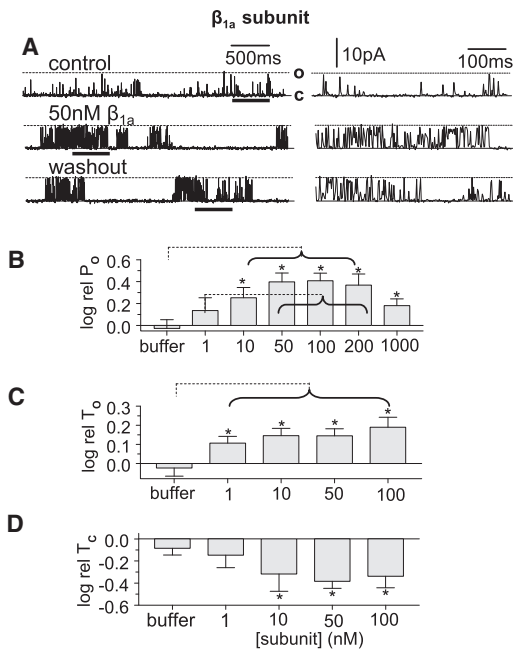 β1a subunit
A
500ms
10pA
100ms
control
o
c
50nM β1a
washout
B
log rel Po
0.6
0.4
0.2
0.0
* * * * *
buffer 1 10 50 100 200 1000
C
log rel To
0.3
0.2
0.1
0.0
* * * *
buffer 1 10 50 100
D
log rel Tc
0.0
-0.2
-0.4
-0.6
* * *
buffer 1 10 50 100
[subunit] (nM)